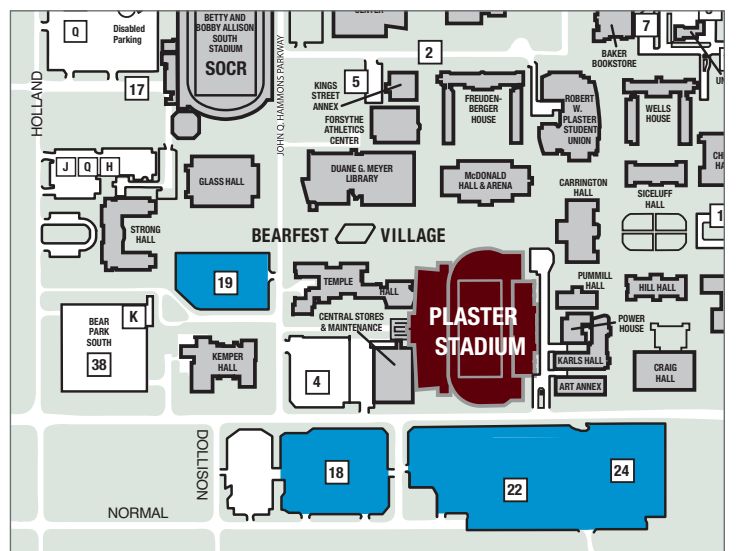 BETTY AND
BOBBY ALLISON
SOUTH
STADIUM
SOCR
Q
Disabled
Parking
17
HOLLAND
JOHN Q. HAMMONS PARKWAY
2
5
KINGS
STREET
ANNEX
FORSYTHE
ATHLETICS
CENTER
FREUDEN-
BERGER
HOUSE
ROBERT
W.
PLASTER
STUDENT
UNION
7
BAKER
BOOKSTORE
WELLS
HOUSE
J
Q
H
GLASS HALL
DUANE G. MEYER
LIBRARY
McDONALD
HALL & ARENA
CARRINGTON
HALL
SICELUFF
HALL
STRONG
HALL
BEARFEST
VILLAGE
19
TEMPLE
HALL
CENTRAL STORES
& MAINTENANCE
PLASTER
STADIUM
PUMMILL
HALL
HILL HALL
POWER
HOUSE
K
BEAR
PARK
SOUTH
38
KEMPER
HALL
4
KARLS HALL
ART ANNEX
CRAIG
HALL
DOLLISON
18
22
24
NORMAL